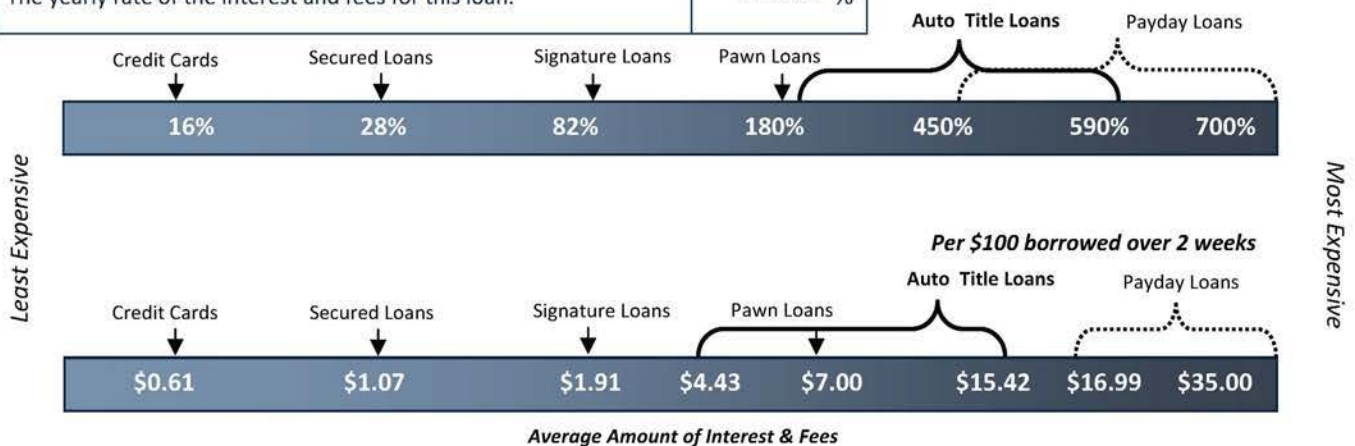 The yearly rate of the interest and fees for this loan.
%
Auto Title Loans
Payday Loans
Credit Cards
Secured Loans
Signature Loans
Pawn Loans
16% 28% 82% 180% 450% 590% 700%
Least Expensive
Most Expensive
Per $100 borrowed over 2 weeks
Auto Title Loans
Payday Loans
Credit Cards
Secured Loans
Signature Loans
Pawn Loans
$0.61 $1.07 $1.91 $4.43 $7.00 $15.42 $16.99 $35.00
Average Amount of Interest & Fees